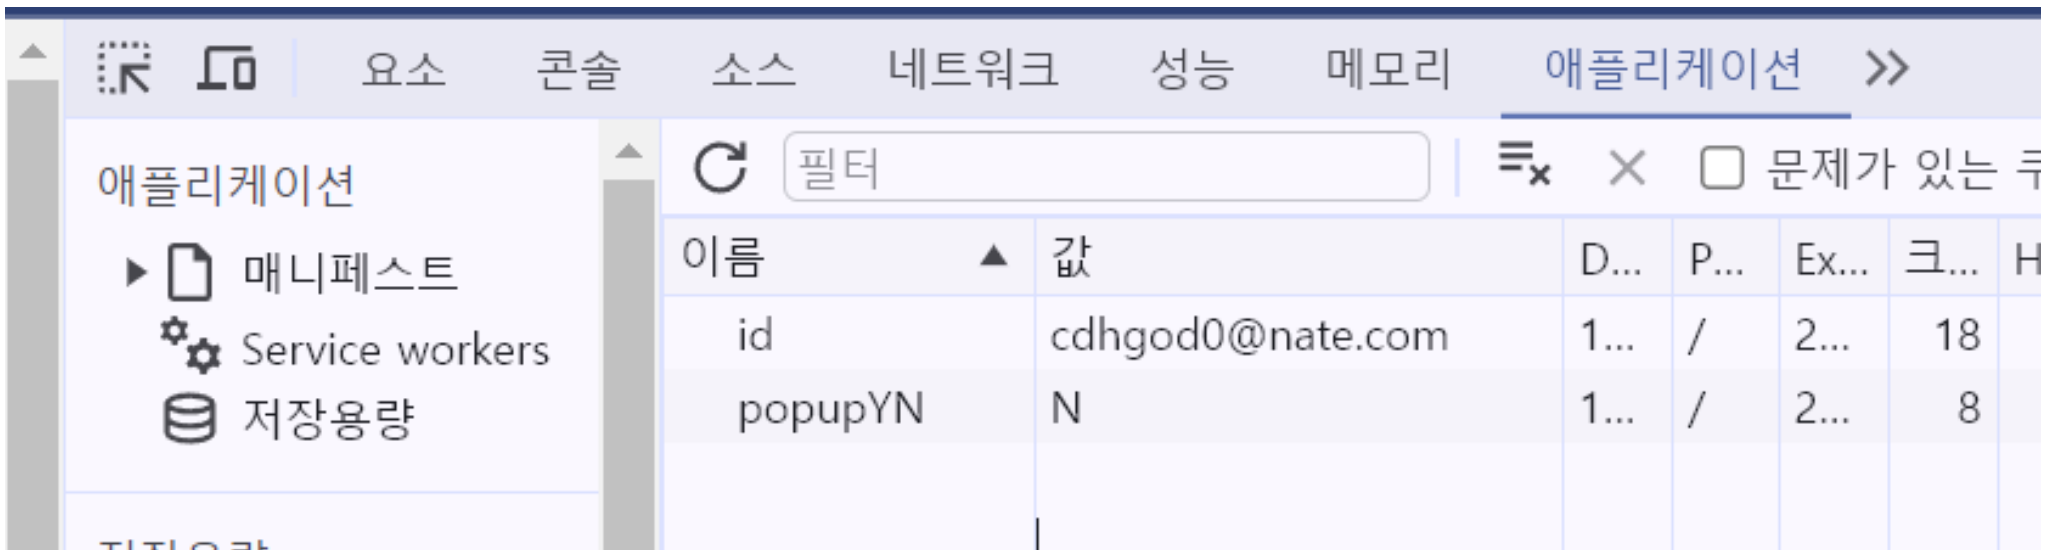 요소 콘솔 소스 네트워크 성능 메모리 애플리케이션
애플리케이션
매니페스트
Service workers
저장용량
필터 문제가 있는
이름 값 D... P... Ex... 크... H
id cdhgod0@nate.com 1... / 2... 18
popupYN N 1... / 2... 8